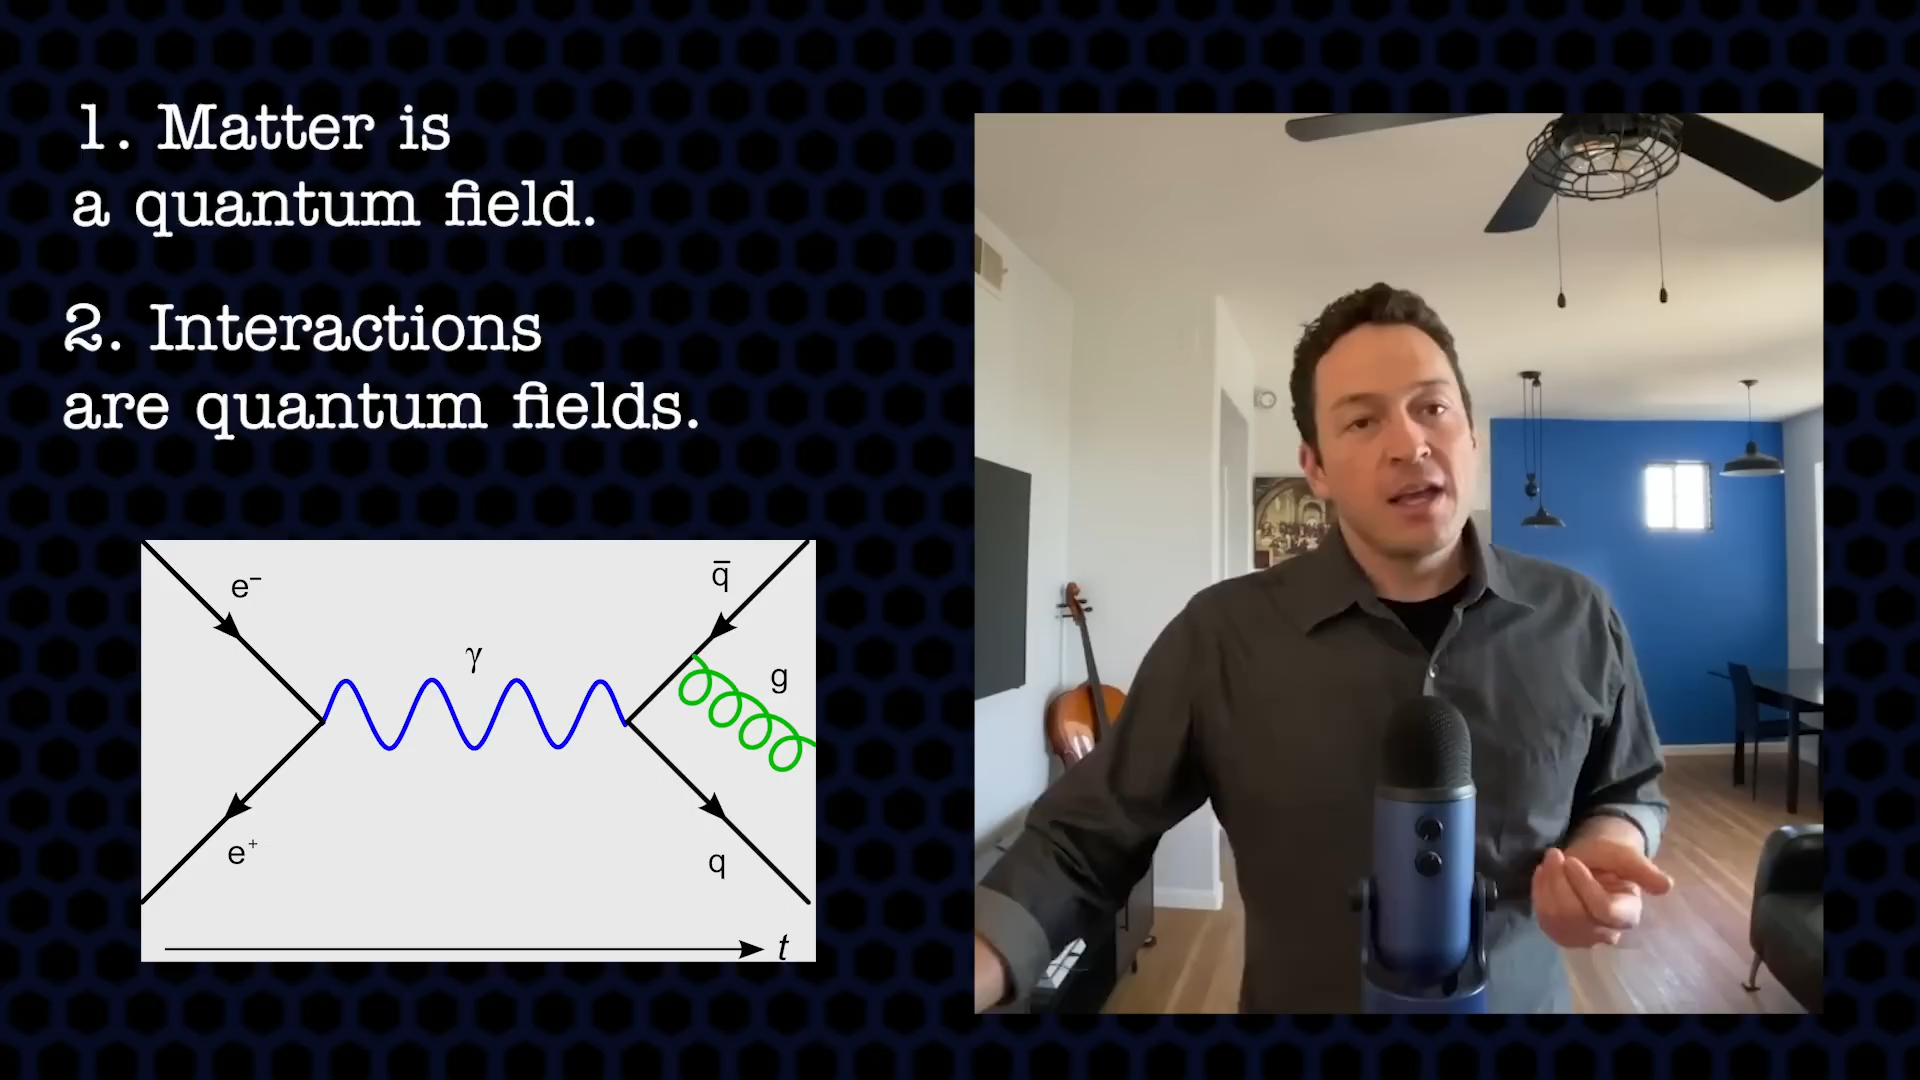 1. Matter is
a quantum field.
2. Interactions
are quantum fields.
e⁻
q̄
γ
g
e⁺
q
t